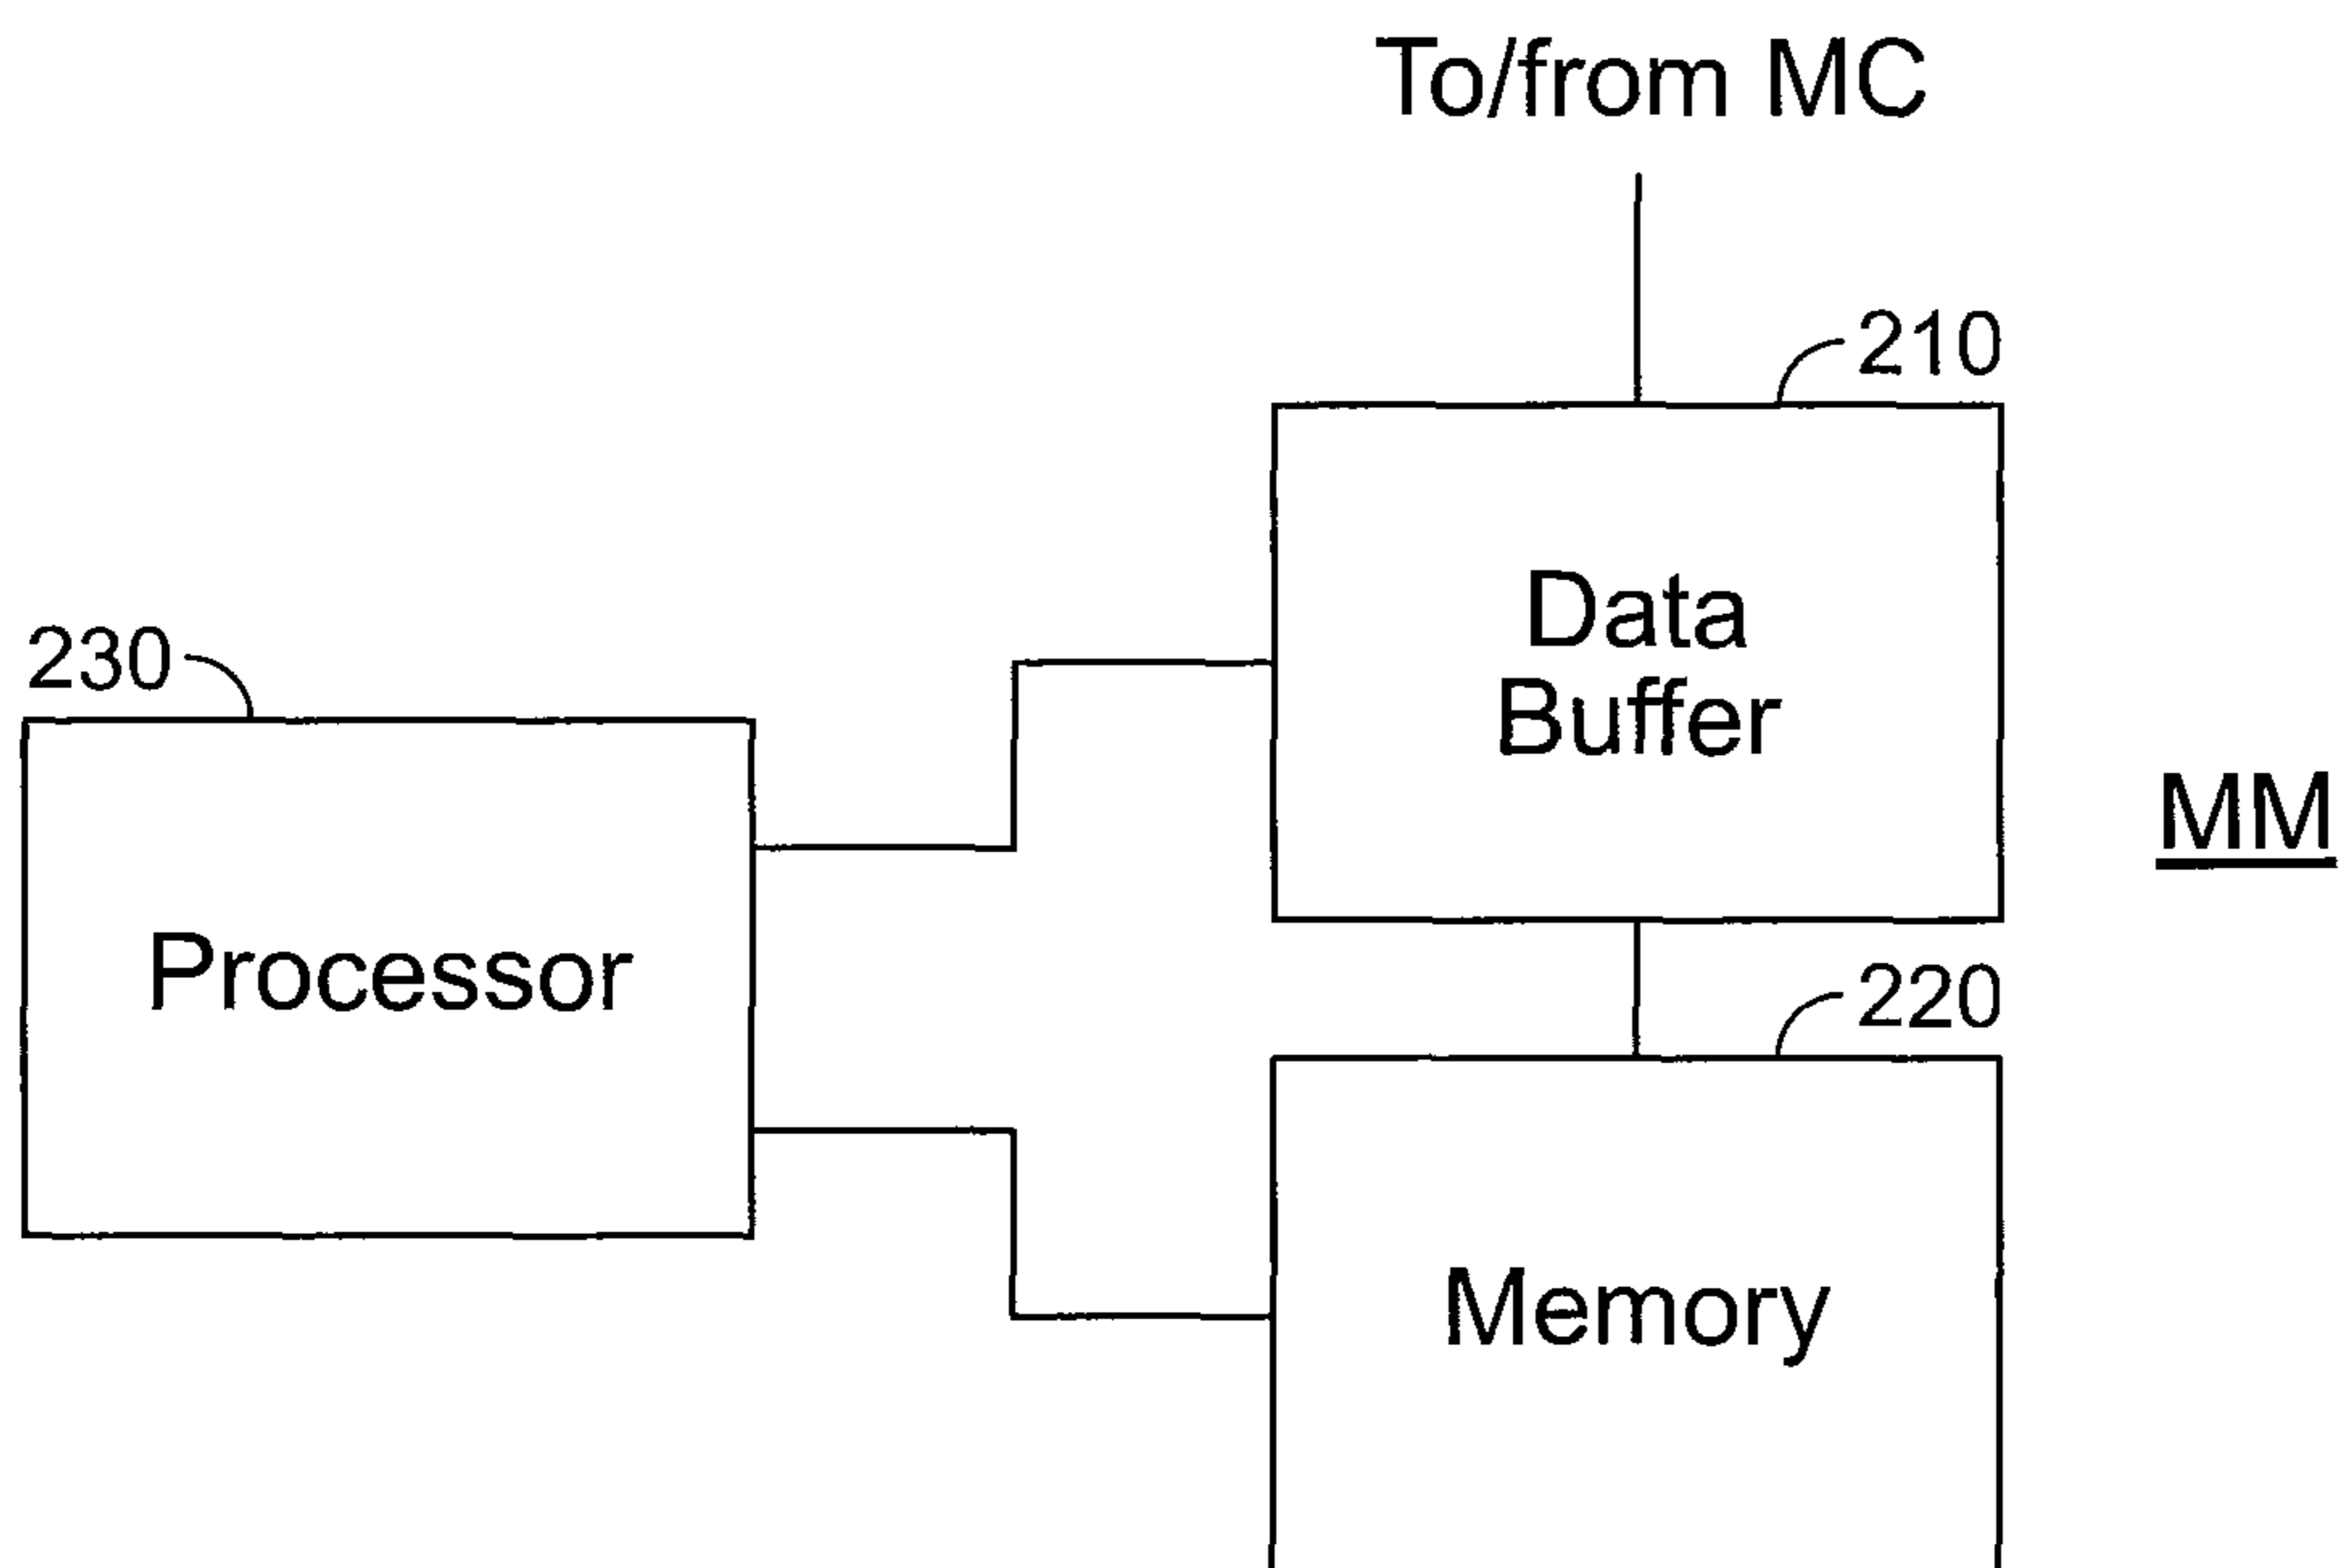 To/from MC
210
Data
Buffer
MM
230
Processor
220
Memory